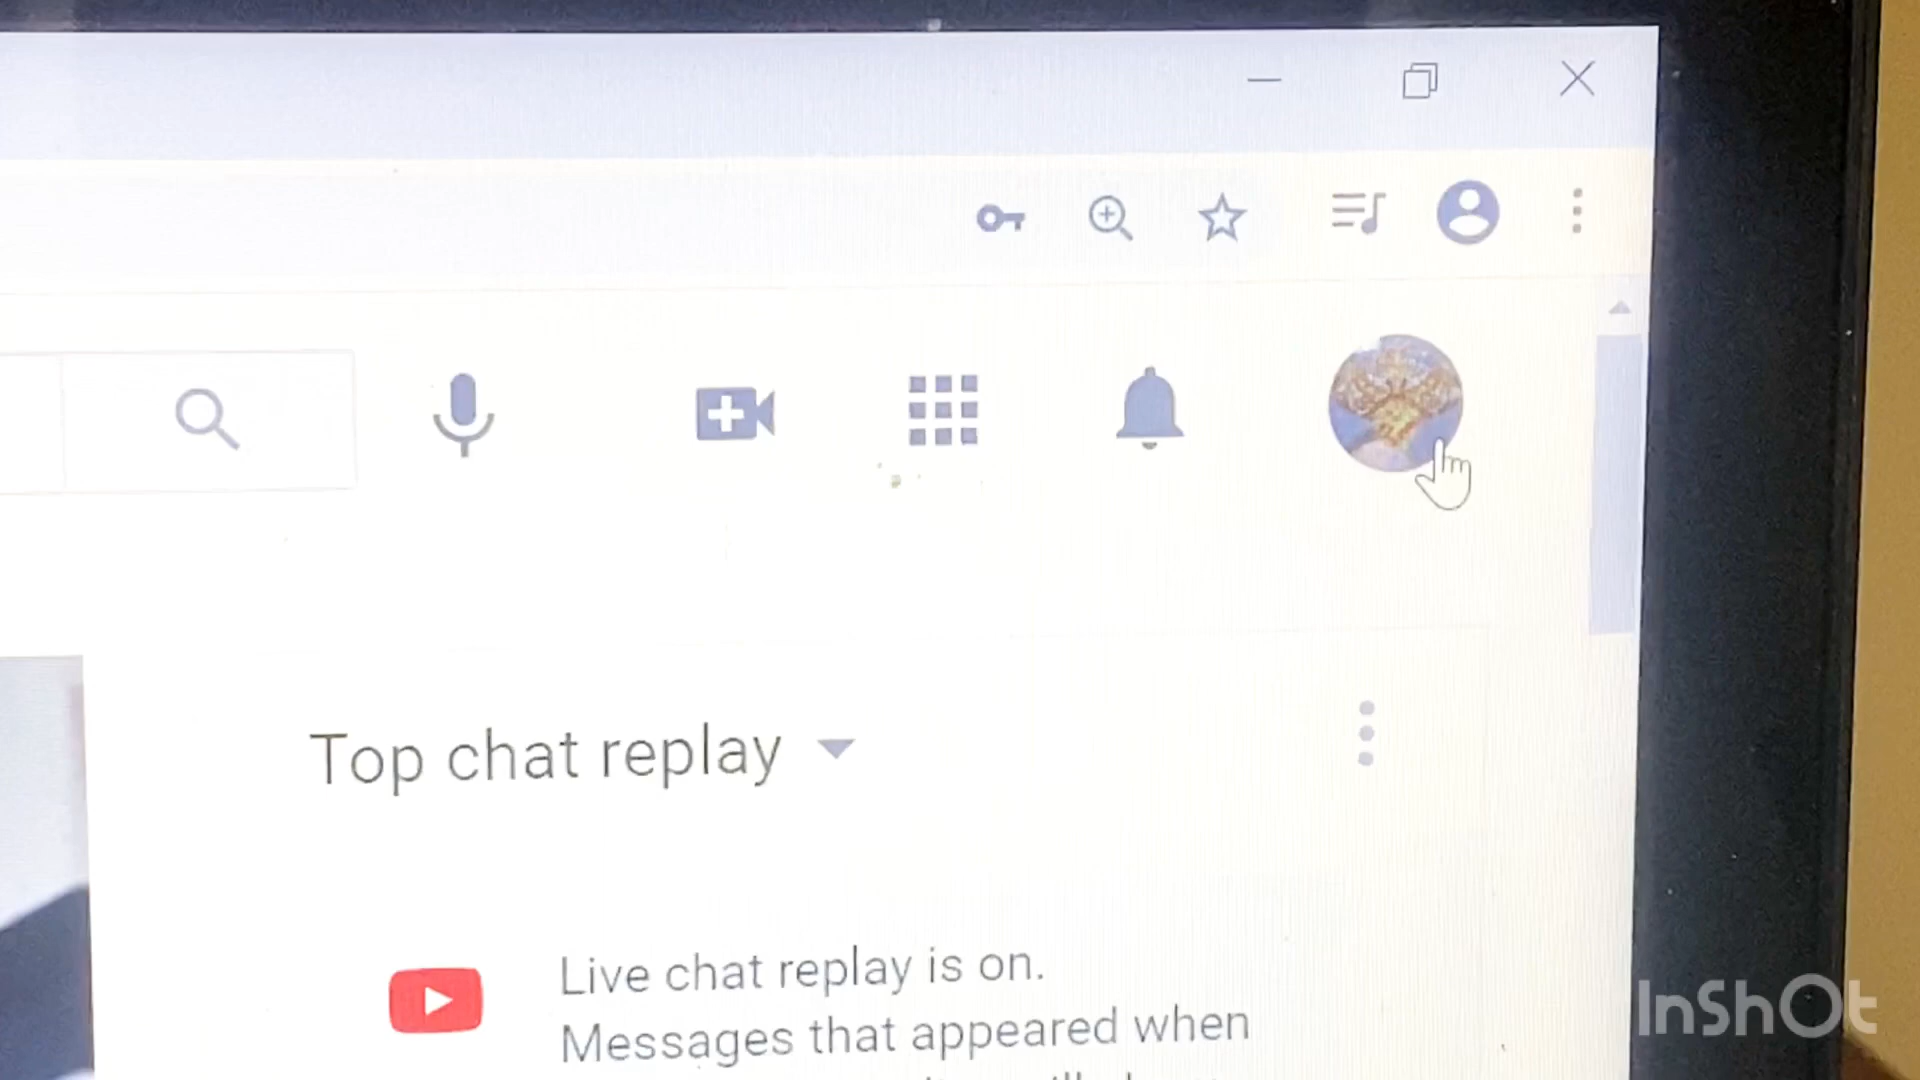 Top chat replay
Live chat replay is on.
Messages that appeared when
InShOt